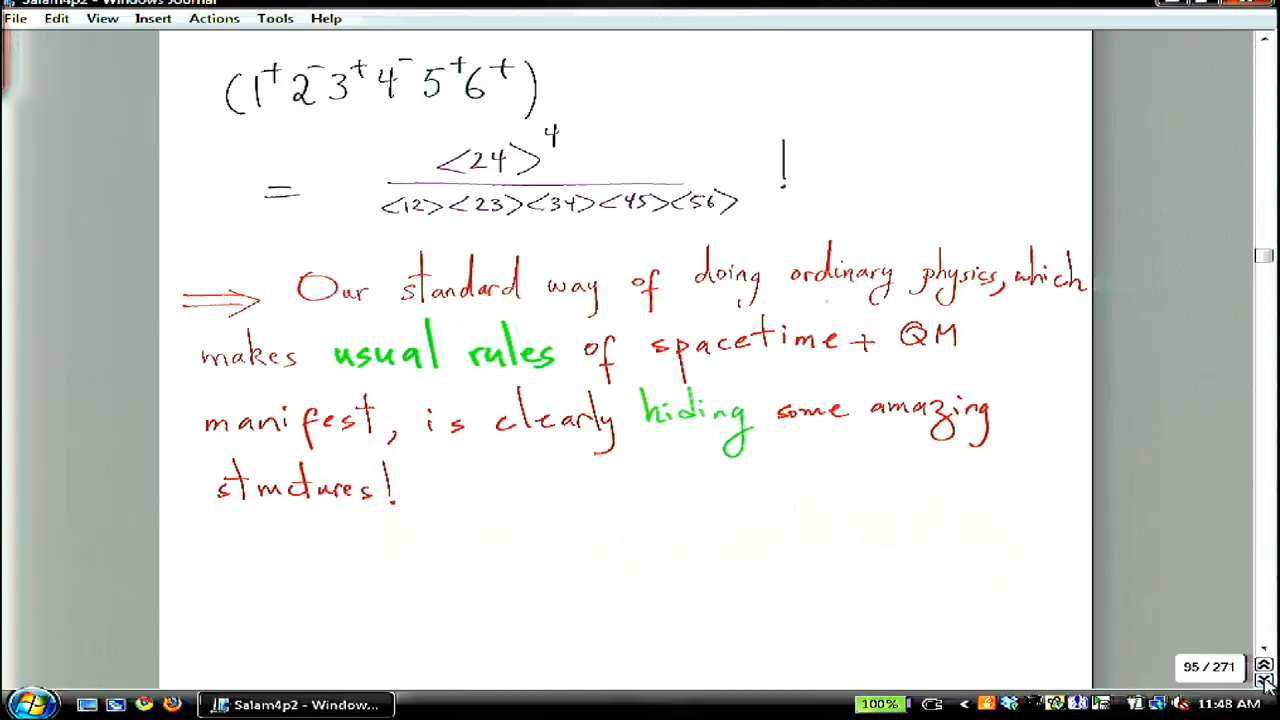 Salam4p2 - Windows Journal
File Edit View Insert Actions Tools Help
(1⁺ 2⁻ 3⁺ 4⁻ 5⁺ 6⁺)
<24>⁴
= !
<12> <23> <34> <45> <56>
⟹ Our standard way of doing ordinary physics, which
makes usual rules of spacetime + QM
manifest, is clearly hiding some amazing
structures!
95 / 271
Salam4p2 - Window... 100% 11:48 AM